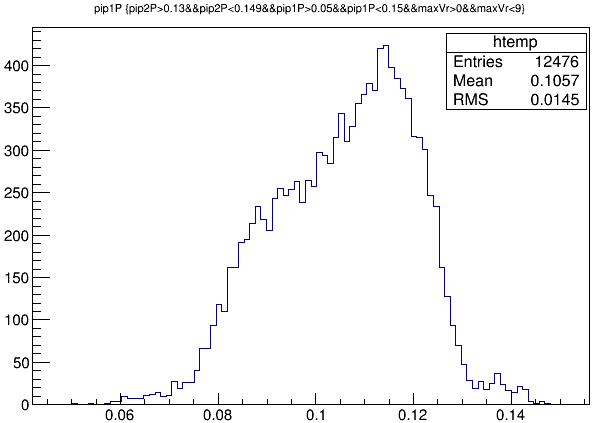 pip1P {pip2P>0.13&&pip2P<0.149&&pip1P>0.05&&pip1P<0.15&&maxVr>0&&maxVr<9}
htemp
Entries 12476
Mean 0.1057
RMS 0.0145
400
350
300
250
200
150
100
50
0
0.06 0.08 0.1 0.12 0.14